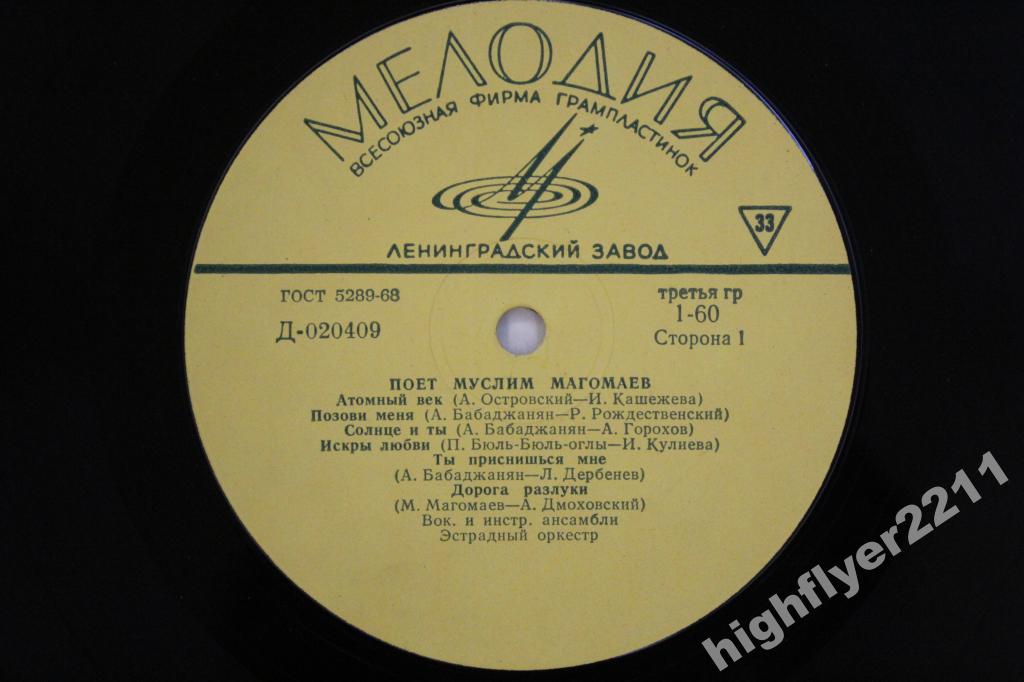 МЕЛОДИЯ
ВСЕСОЮЗНАЯ ФИРМА ГРАМПЛАСТИНОК
33
ЛЕНИНГРАДСКИЙ ЗАВОД
ГОСТ 5289-68
третья гр
Д-020409
1-60
Сторона 1
ПОЕТ МУСЛИМ МАГОМАЕВ
Атомный век (А. Островский—И. Кашежева)
Позови меня (А. Бабаджанян—Р. Рождественский)
Солнце и ты (А. Бабаджанян—А. Горохов)
Искры любви (П. Бюль-Бюль-оглы—И. Кулиева)
Ты приснишься мне
(А. Бабаджанян—Л. Дербенев)
Дорога разлуки
(М. Магомаев—А. Дмоховский)
Вок. и инстр. ансамбли
Эстрадный оркестр
highflyer2211